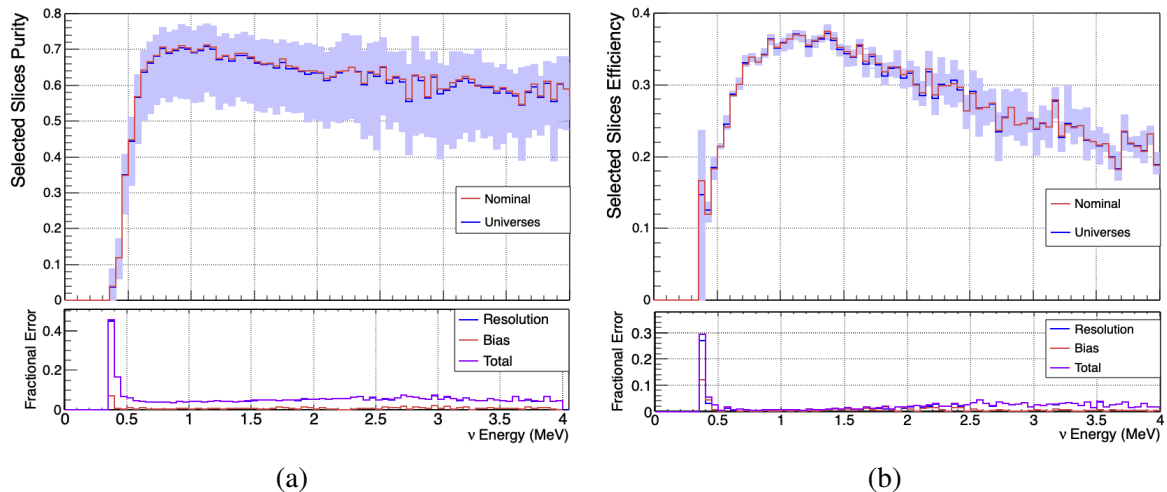 Selected Slices Purity
0.8
0.7
0.6
0.5
0.4
0.3
0.2
0.1
0
Nominal
Universes
Fractional Error
0.4
0.2
0
Resolution
Bias
Total
0 0.5 1 1.5 2 2.5 3 3.5 4
ν Energy (MeV)
(a)
Selected Slices Efficiency
0.4
0.3
0.2
0.1
0
Nominal
Universes
Fractional Error
0.3
0.2
0.1
0
Resolution
Bias
Total
0 0.5 1 1.5 2 2.5 3 3.5 4
ν Energy (MeV)
(b)